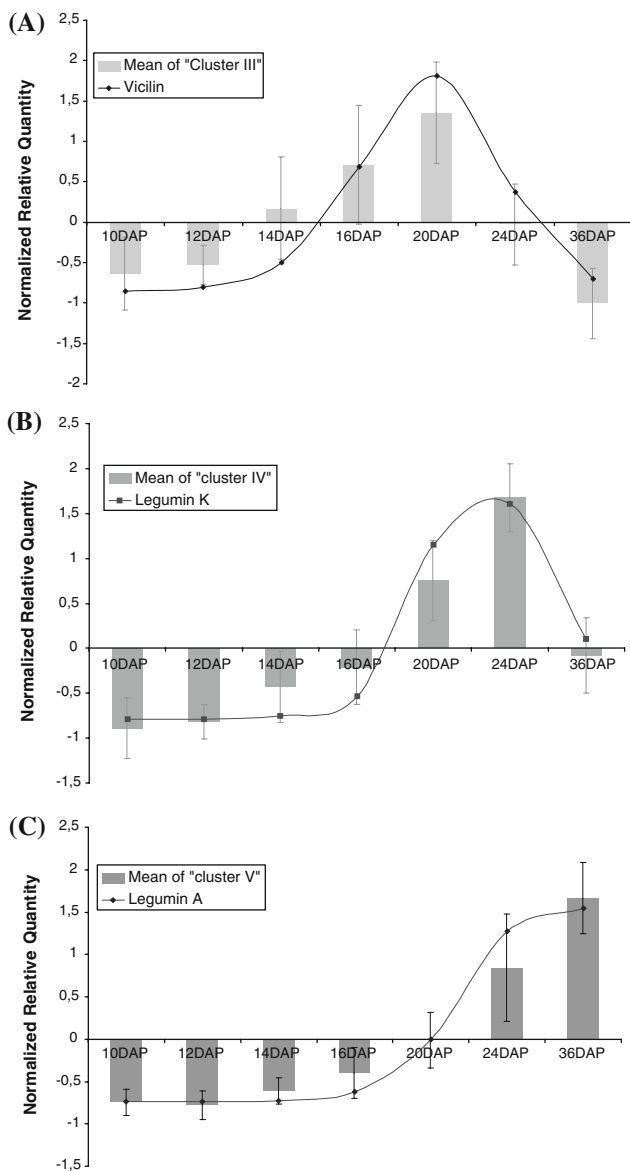 (A)
2,5
2
1,5
1
0,5
0
-0,5
-1
-1,5
-2
Normalized Relative Quantity
Mean of "Cluster III"
Vicilin
10DAP 12DAP 14DAP 16DAP 20DAP 24DAP 36DAP
(B)
2,5
2
1,5
1
0,5
0
-0,5
-1
-1,5
Normalized Relative Quantity
Mean of "cluster IV"
Legumin K
10DAP 12DAP 14DAP 16DAP 20DAP 24DAP 36DAP
(C)
2,5
2
1,5
1
0,5
0
-0,5
-1
-1,5
Normalized Relative Quantity
Mean of "cluster V"
Legumin A
10DAP 12DAP 14DAP 16DAP 20DAP 24DAP 36DAP